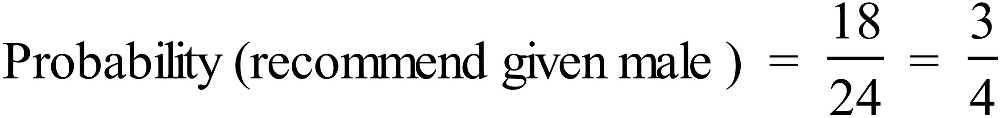 Probability (recommend given male ) = 18/24 = 3/4